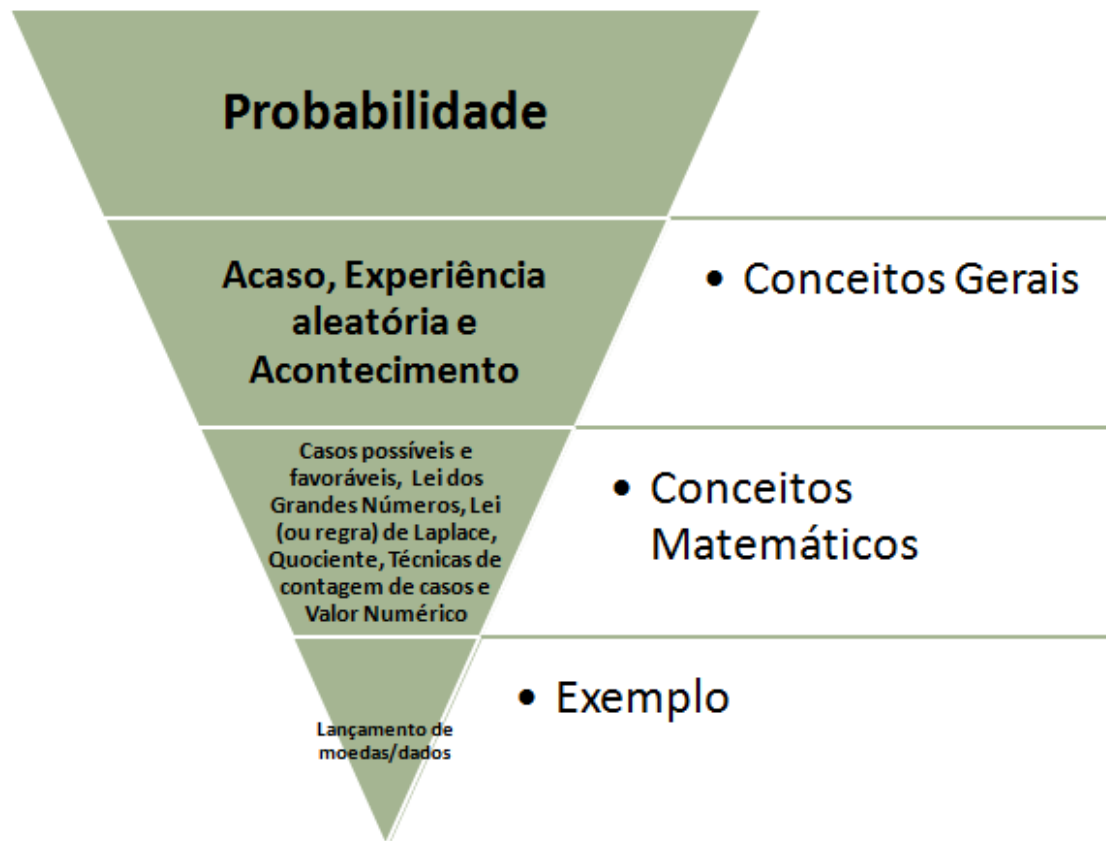 Probabilidade
Acaso, Experiência
aleatória e
Acontecimento
• Conceitos Gerais
Casos possíveis e
favoráveis, Lei dos
Grandes Números, Lei
(ou regra) de Laplace,
Quociente, Técnicas de
contagem de casos e
Valor Numérico
• Conceitos
Matemáticos
Lançamento de
moedas/dados
• Exemplo